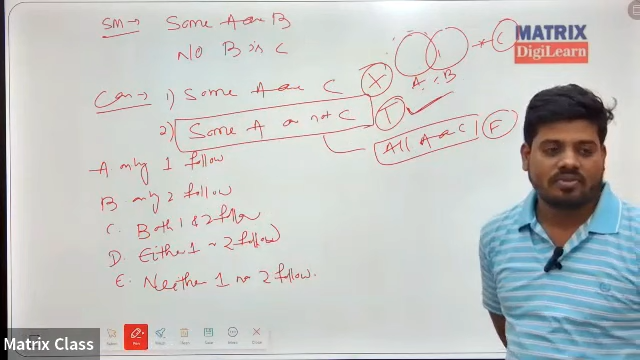 SM → Some A are B
No B is C
Con → 1) Some A are C X
2) Some A are not C T
All A are C F
A B C
A only 1 follow
B only 2 follow
C. Both 1 & 2 follow
D. Either 1 or 2 follow
E. Neither 1 nor 2 follow.
MATRIX
DigiLearn
Matrix Class